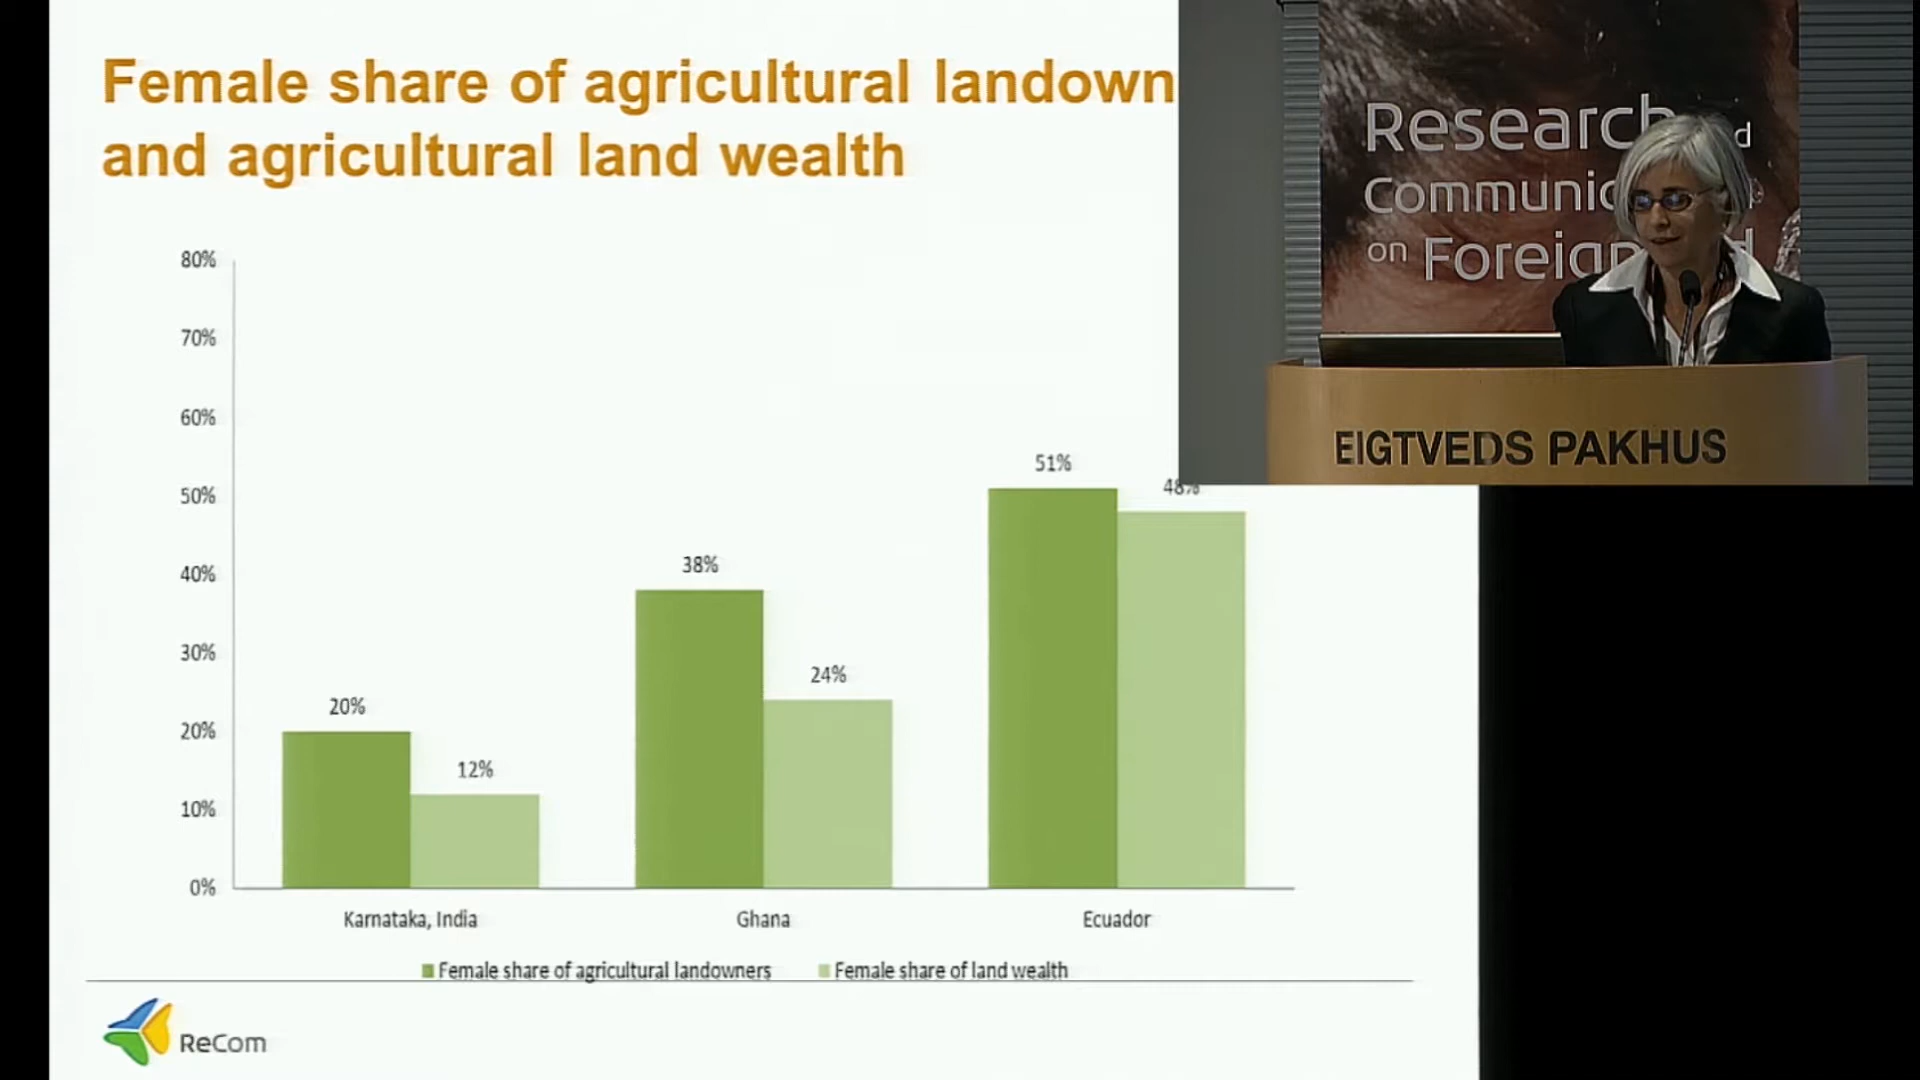 Female share of agricultural landown
and agricultural land wealth
80%
70%
60%
50%
40%
30%
20%
10%
0%
20%
12%
38%
24%
51%
48%
Karnataka, India
Ghana
Ecuador
Female share of agricultural landowners
Female share of land wealth
ReCom
Research
Communic
on Foreign
EIGTVEDS PAKHUS